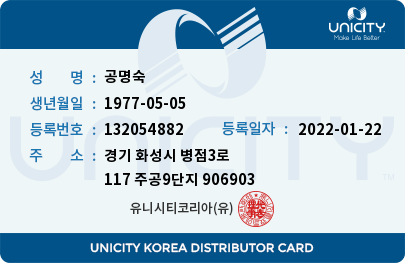 UNICITY
Make Life Better
성 명 : 공명숙
생년월일 : 1977-05-05
등록번호 : 132054882 등록일자 : 2022-01-22
주 소 : 경기 화성시 병점3로
117 주공9단지 906903
UNICITY
TM
유니시티코리아(유)
UNICITY KOREA DISTRIBUTOR CARD